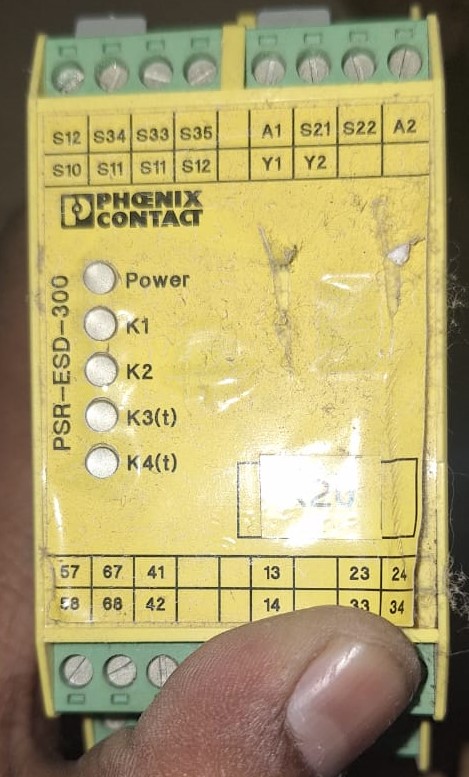 S12 S34 S33 S35 A1 S21 S22 A2
S10 S11 S11 S12 Y1 Y2
PHŒNIX
CONTACT
PSR-ESD-300
Power
K1
K2
K3(t)
K4(t)
57 67 41 13 23 24
58 68 42 14 33 34